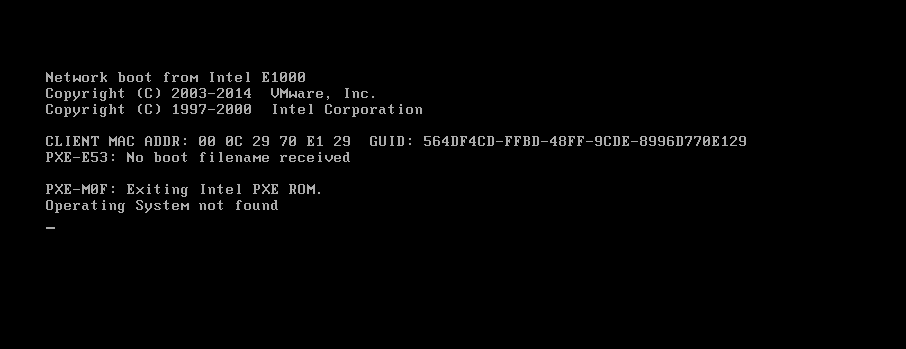 Network boot from Intel E1000
Copyright (C) 2003-2014  VMware, Inc.
Copyright (C) 1997-2000  Intel Corporation
CLIENT MAC ADDR: 00 0C 29 70 E1 29  GUID: 564DF4CD-FFBD-48FF-9CDE-8996D770E129
PXE-E53: No boot filename received
PXE-M0F: Exiting Intel PXE ROM.
Operating System not found